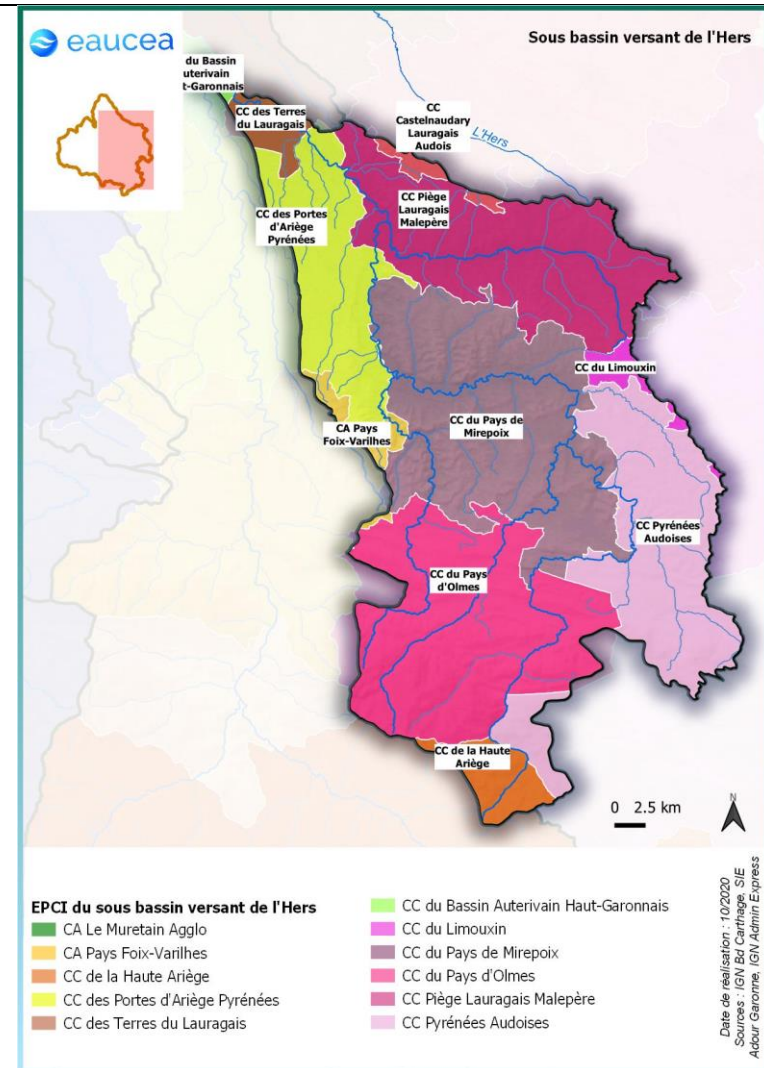 eaucea
Sous bassin versant de l'Hers
du Bassin
uterivain
t-Garonnais
CC des Terres
du Lauragais
CC
Castelnaudary
Lauragais
Audois
L'Hers
CC Piège
Lauragais
Malepère
CC des Portes
d'Ariège
Pyrénées
CC du Limouxin
CC du Pays de
Mirepoix
CA Pays
Foix-Varilhes
CC Pyrénées
Audoises
CC du Pays
d'Olmes
CC de la Haute
Ariège
0 2.5 km
N
EPCI du sous bassin versant de l'Hers
CA Le Muretain Agglo
CA Pays Foix-Varilhes
CC de la Haute Ariège
CC des Portes d'Ariège Pyrénées
CC des Terres du Lauragais
CC du Bassin Auterivain Haut-Garonnais
CC du Limouxin
CC du Pays de Mirepoix
CC du Pays d'Olmes
CC Piège Lauragais Malepère
CC Pyrénées Audoises
Date de réalisation : 10/2020
Sources : IGN Bd Carthage, SIE
Adour Garonne, IGN Admin Express